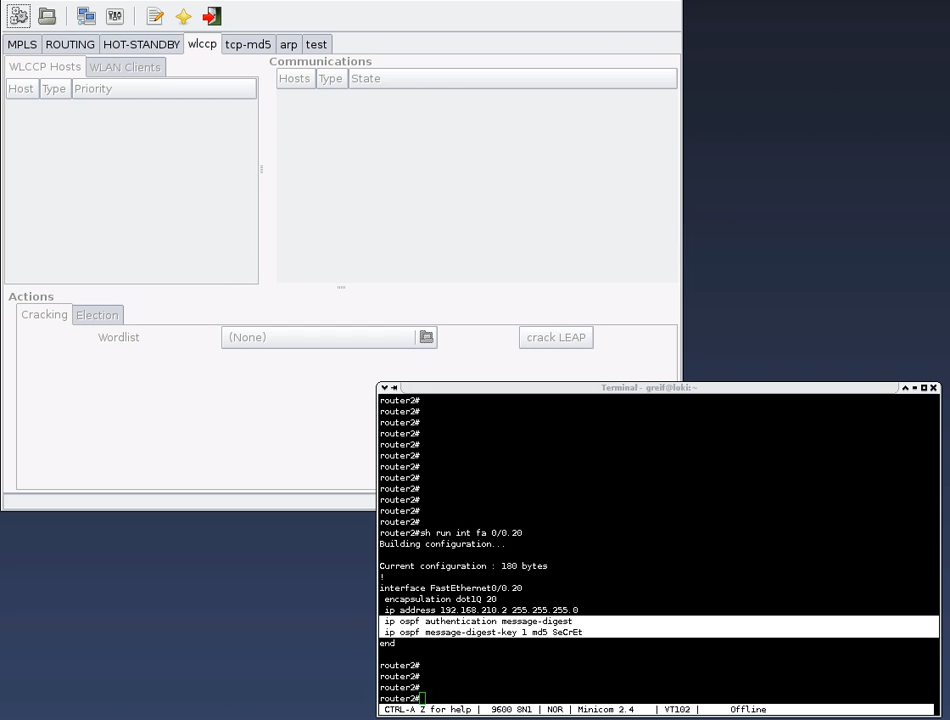 MPLS ROUTING HOT-STANDBY wlccp tcp-md5 arp test
WLCCP Hosts WLAN Clients
Host Type Priority
Communications
Hosts Type State
Actions
Cracking Election
Wordlist (None) crack LEAP
Terminal - greif@loki:~
router2#
router2#
router2#
router2#
router2#
router2#
router2#
router2#
router2#
router2#
router2#
router2#
router2#sh run int fa 0/0.20
Building configuration...
Current configuration : 180 bytes
!
interface FastEthernet0/0.20
encapsulation dot1Q 20
ip address 192.168.210.2 255.255.255.0
ip ospf authentication message-digest
ip ospf message-digest-key 1 md5 SeCrEt
end
router2#
router2#
router2#
router2#
CTRL-A Z for help | 9600 8N1 | NOR | Minicom 2.4 | VT102 | Offline